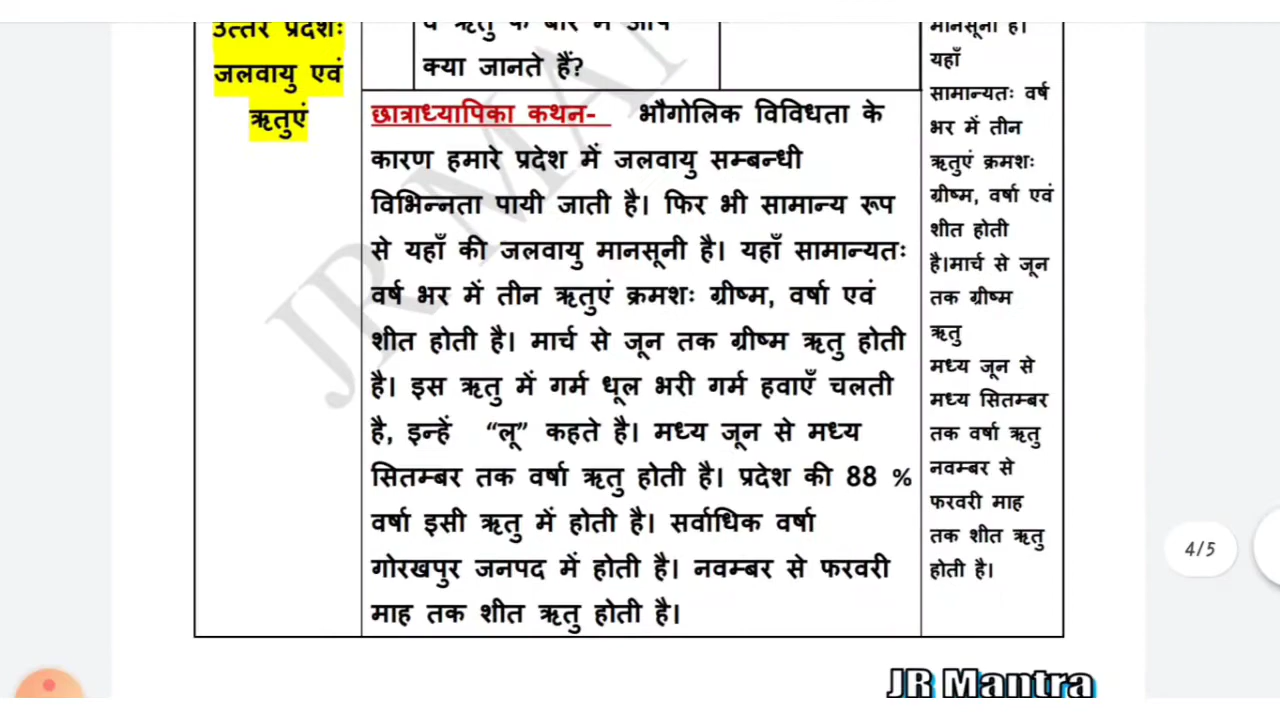 उत्तर प्रदेशः
जलवायु एवं
ऋतुएं
व ऋतु के बारे में आप
क्या जानते हैं?
छात्राध्यापिका कथन- भौगोलिक विविधता के
कारण हमारे प्रदेश में जलवायु सम्बन्धी
विभिन्नता पायी जाती है। फिर भी सामान्य रूप
से यहाँ की जलवायु मानसूनी है। यहाँ सामान्यतः
वर्ष भर में तीन ऋतुएं क्रमशः ग्रीष्म, वर्षा एवं
शीत होती है। मार्च से जून तक ग्रीष्म ऋतु होती
है। इस ऋतु में गर्म धूल भरी गर्म हवाएँ चलती
है, इन्हें “लू” कहते है। मध्य जून से मध्य
सितम्बर तक वर्षा ऋतु होती है। प्रदेश की 88 %
वर्षा इसी ऋतु में होती है। सर्वाधिक वर्षा
गोरखपुर जनपद में होती है। नवम्बर से फरवरी
माह तक शीत ऋतु होती है।
मानसूनी है।
यहाँ
सामान्यतः वर्ष
भर में तीन
ऋतुएं क्रमशः
ग्रीष्म, वर्षा एवं
शीत होती
है।मार्च से जून
तक ग्रीष्म
ऋतु
मध्य जून से
मध्य सितम्बर
तक वर्षा ऋतु
नवम्बर से
फरवरी माह
तक शीत ऋतु
होती है।
4/5
JR Mantra